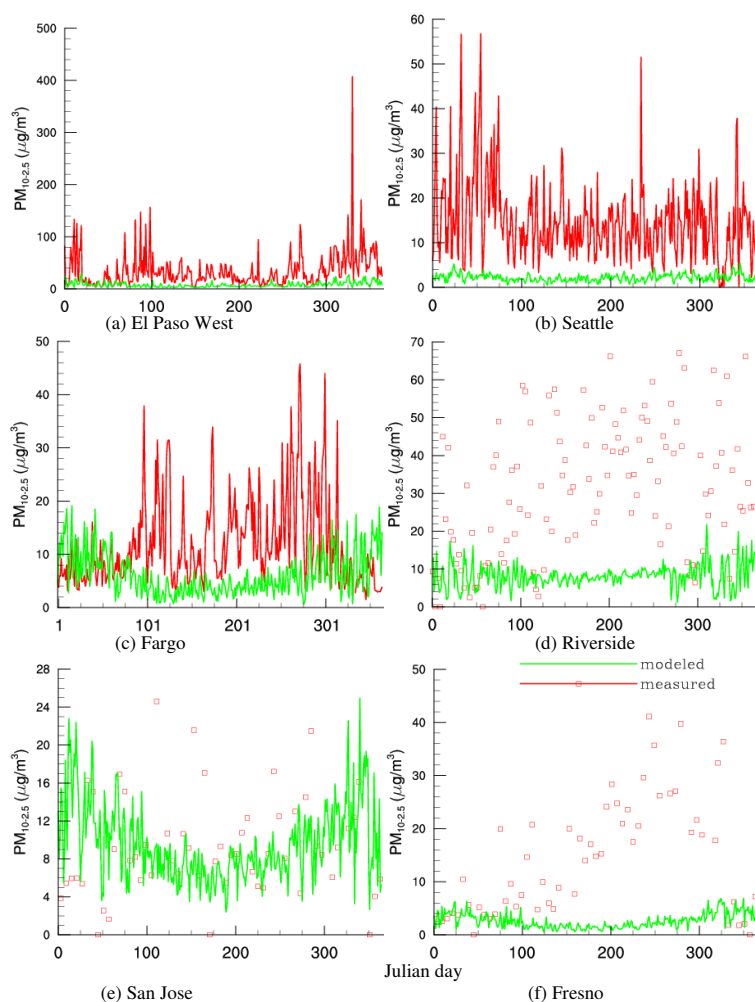 500
400
300
200
100
0
PM10-2.5 (μg/m3)
0 100 200 300
(a) El Paso West
60
50
40
30
20
10
0
PM10-2.5 (μg/m3)
0 100 200 300
(b) Seattle
50
40
30
20
10
0
PM10-2.5 (μg/m3)
1 101 201 301
(c) Fargo
70
60
50
40
30
20
10
0
PM10-2.5 (μg/m3)
0 100 200 300
(d) Riverside
28
24
20
16
12
8
4
0
PM10-2.5 (μg/m3)
0 100 200 300
(e) San Jose
modeled
measured
50
40
30
20
10
0
PM10-2.5 (μg/m3)
0 100 200 300
Julian day
(f) Fresno